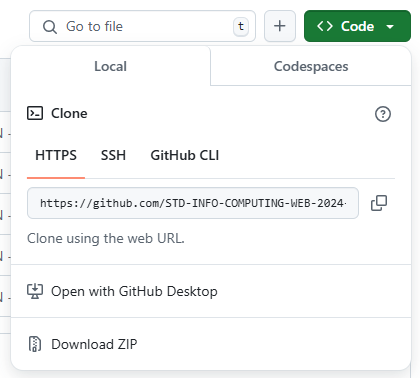 Go to file t + Code
Local Codespaces
Clone
HTTPS SSH GitHub CLI
https://github.com/STD-INFO-COMPUTING-WEB-2024-
Clone using the web URL.
Open with GitHub Desktop
Download ZIP